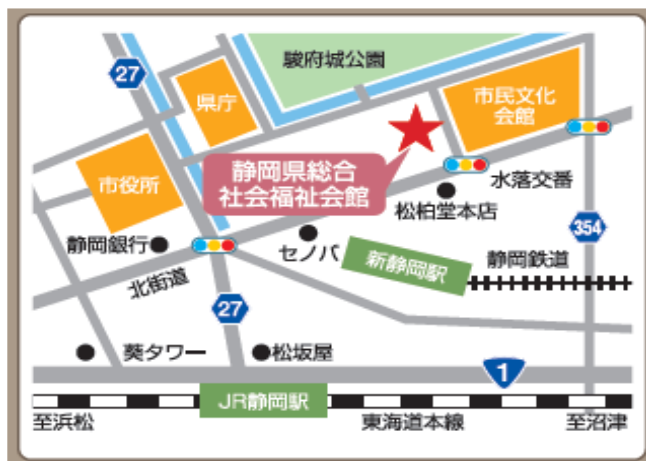 27
駿府城公園
県庁
市民文化
会館
市役所
静岡県総合
社会福祉会館
水落交番
松柏堂本店
354
静岡銀行
セノバ
新静岡駅
静岡鉄道
北街道
27
葵タワー
松坂屋
1
JR静岡駅
至浜松
東海道本線
至沼津